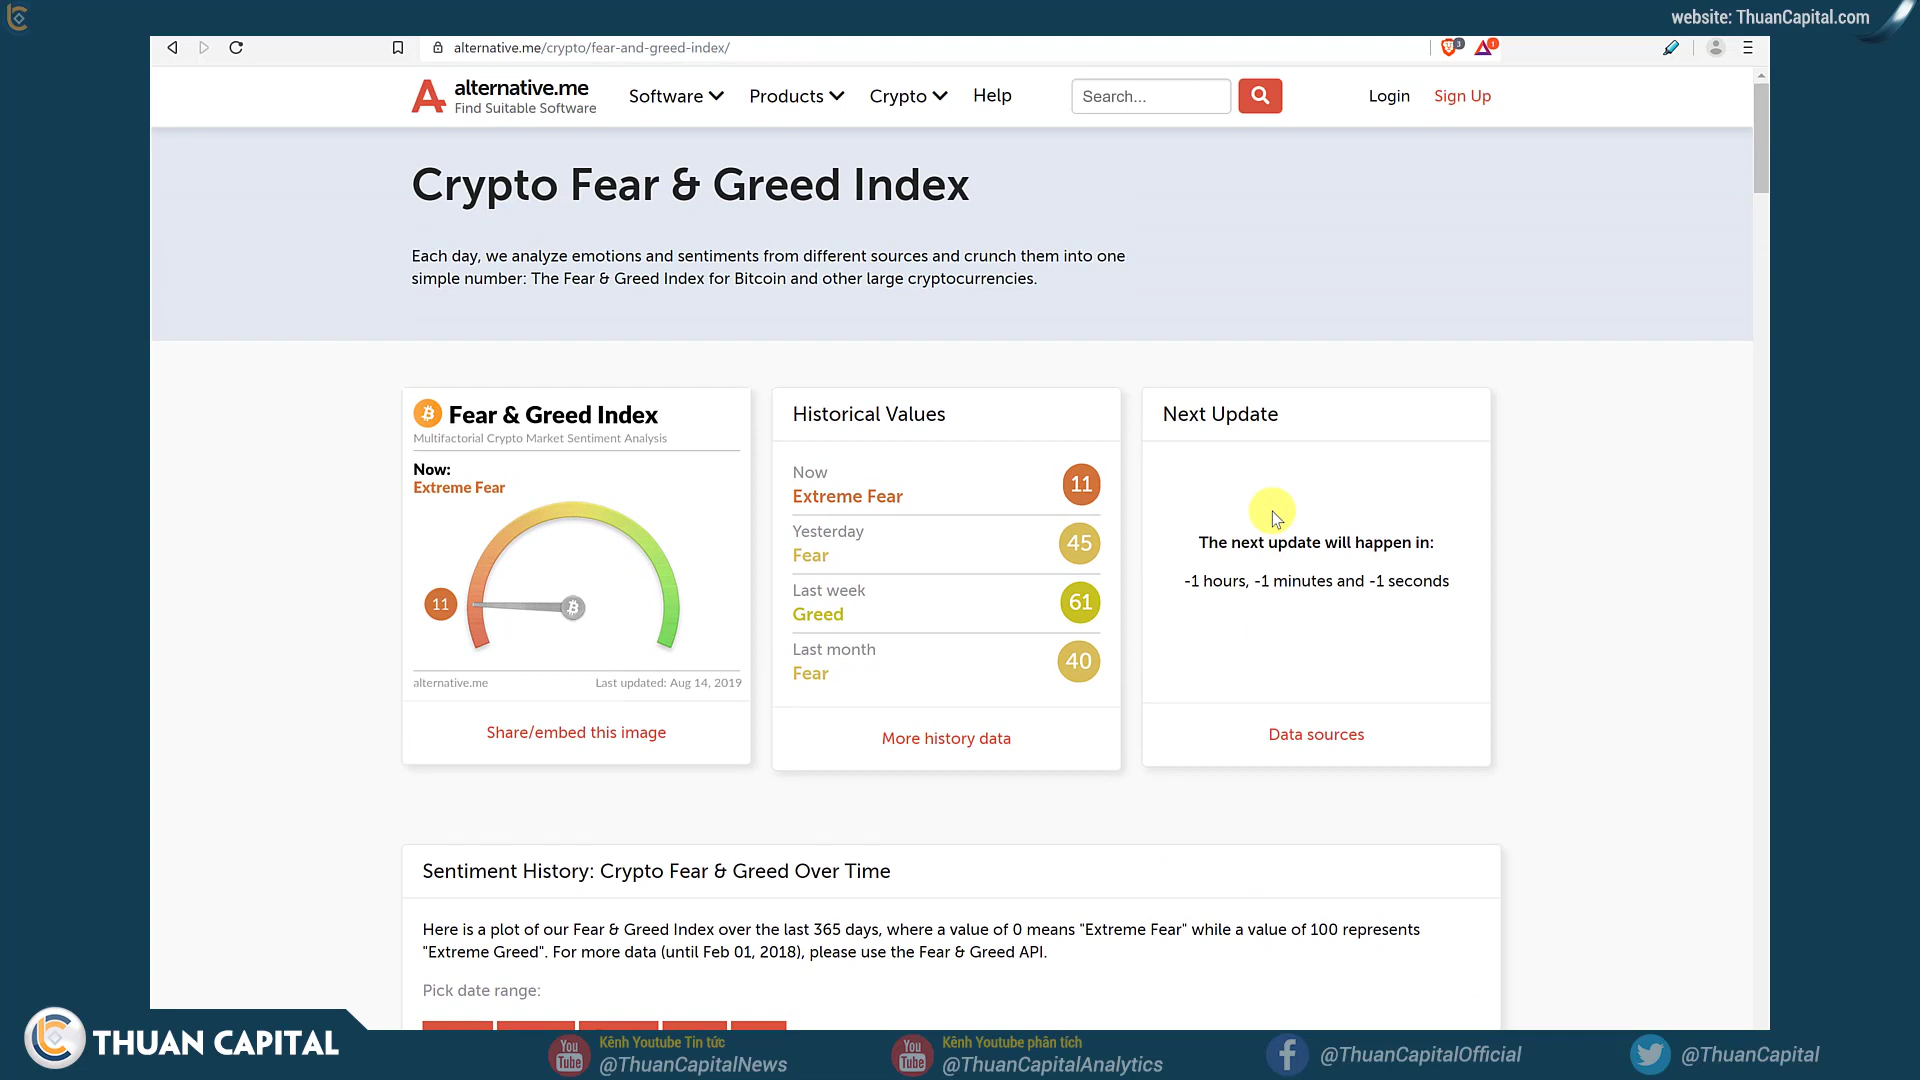 website: ThuanCapital.com
alternative.me/crypto/fear-and-greed-index/
3
1
alternative.me
Find Suitable Software
Software
Products
Crypto
Help
Search...
Login
Sign Up
Crypto Fear & Greed Index
Each day, we analyze emotions and sentiments from different sources and crunch them into one
simple number: The Fear & Greed Index for Bitcoin and other large cryptocurrencies.
Fear & Greed Index
Multifactorial Crypto Market Sentiment Analysis
Now:
Extreme Fear
11
alternative.me
Last updated: Aug 14, 2019
Share/embed this image
Historical Values
Now
Extreme Fear
11
Yesterday
Fear
45
Last week
Greed
61
Last month
Fear
40
More history data
Next Update
The next update will happen in:
-1 hours, -1 minutes and -1 seconds
Data sources
Sentiment History: Crypto Fear & Greed Over Time
Here is a plot of our Fear & Greed Index over the last 365 days, where a value of 0 means "Extreme Fear" while a value of 100 represents
"Extreme Greed". For more data (until Feb 01, 2018), please use the Fear & Greed API.
Pick date range:
THUAN CAPITAL
You
Tube
Kênh Youtube Tin tức
@ThuanCapitalNews
You
Tube
Kênh Youtube phân tích
@ThuanCapitalAnalytics
@ThuanCapitalOfficial
@ThuanCapital